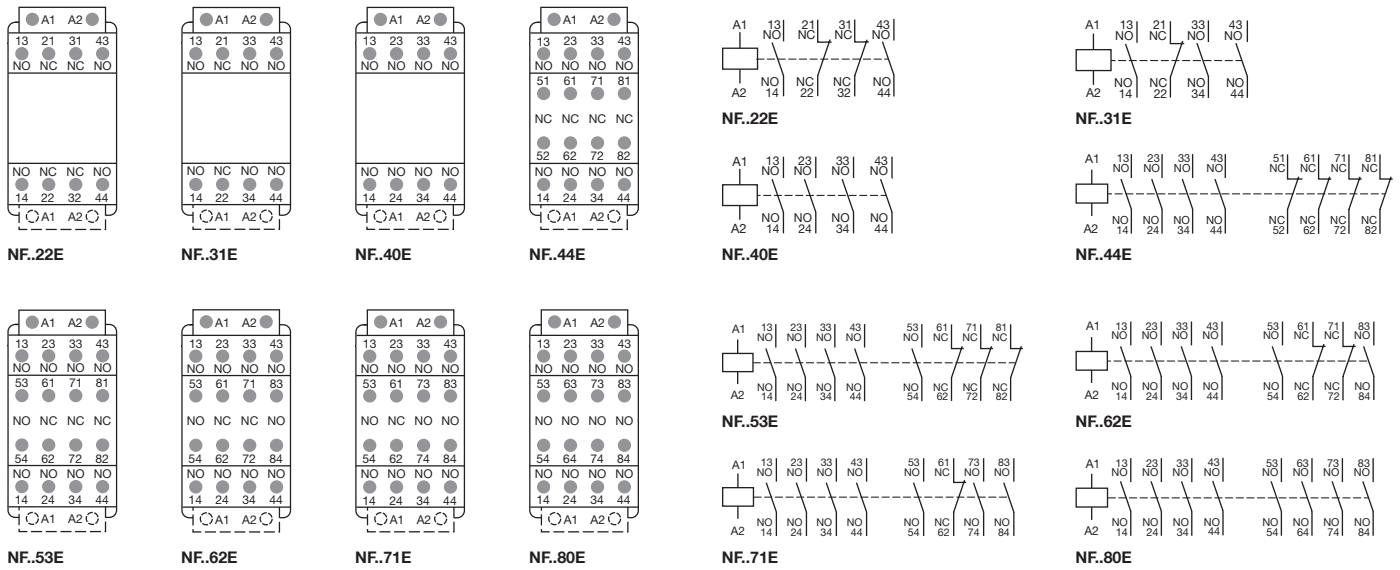 A1 A2
13 21 31 43
NO NC NC NO
NO NC NC NO
14 22 32 44
A1 A2
NF..22E
A1 A2
13 21 33 43
NO NC NO NO
NO NC NO NO
14 22 34 44
A1 A2
NF..31E
A1 A2
13 23 33 43
NO NO NO NO
NO NO NO NO
14 24 34 44
A1 A2
NF..40E
A1 A2
13 23 33 43
NO NO NO NO
51 61 71 81
NC NC NC NC
52 62 72 82
NO NO NO NO
14 24 34 44
A1 A2
NF..44E
A1 13 21 31 43
NO NC NC NO
NO NC NC NO
A2 14 22 32 44
NF..22E
A1 13 21 33 43
NO NC NO NO
NO NC NO NO
A2 14 22 34 44
NF..31E
A1 13 23 33 43
NO NO NO NO
NO NO NO NO
A2 14 24 34 44
NF..40E
A1 13 23 33 43 51 61 71 81
NO NO NO NO NC NC NC NC
NO NO NO NO NC NC NC NC
A2 14 24 34 44 52 62 72 82
NF..44E
A1 A2
13 23 33 43
NO NO NO NO
53 61 71 81
NO NC NC NC
54 62 72 82
NO NO NO NO
14 24 34 44
A1 A2
NF..53E
A1 A2
13 23 33 43
NO NO NO NO
53 61 71 83
NO NC NC NO
54 62 72 84
NO NO NO NO
14 24 34 44
A1 A2
NF..62E
A1 A2
13 23 33 43
NO NO NO NO
53 61 73 83
NO NC NO NO
54 62 74 84
NO NO NO NO
14 24 34 44
A1 A2
NF..71E
A1 A2
13 23 33 43
NO NO NO NO
53 63 73 83
NO NO NO NO
54 64 74 84
NO NO NO NO
14 24 34 44
A1 A2
NF..80E
A1 13 23 33 43 53 61 71 81
NO NO NO NO NO NC NC NC
NO NO NO NO NO NC NO NC
A2 14 24 34 44 54 62 72 82
NF..53E
A1 13 23 33 43 53 61 71 83
NO NO NO NO NO NC NC NO
NO NO NO NO NO NC NC NO
A2 14 24 34 44 54 62 72 84
NF..62E
A1 13 23 33 43 53 61 73 83
NO NO NO NO NO NC NO NO
NO NO NO NO NO NC NO NO
A2 14 24 34 44 54 62 74 84
NF..71E
A1 13 23 33 43 53 63 73 83
NO NO NO NO NO NO NO NO
NO NO NO NO NO NO NO NO
A2 14 24 34 44 54 64 74 84
NF..80E